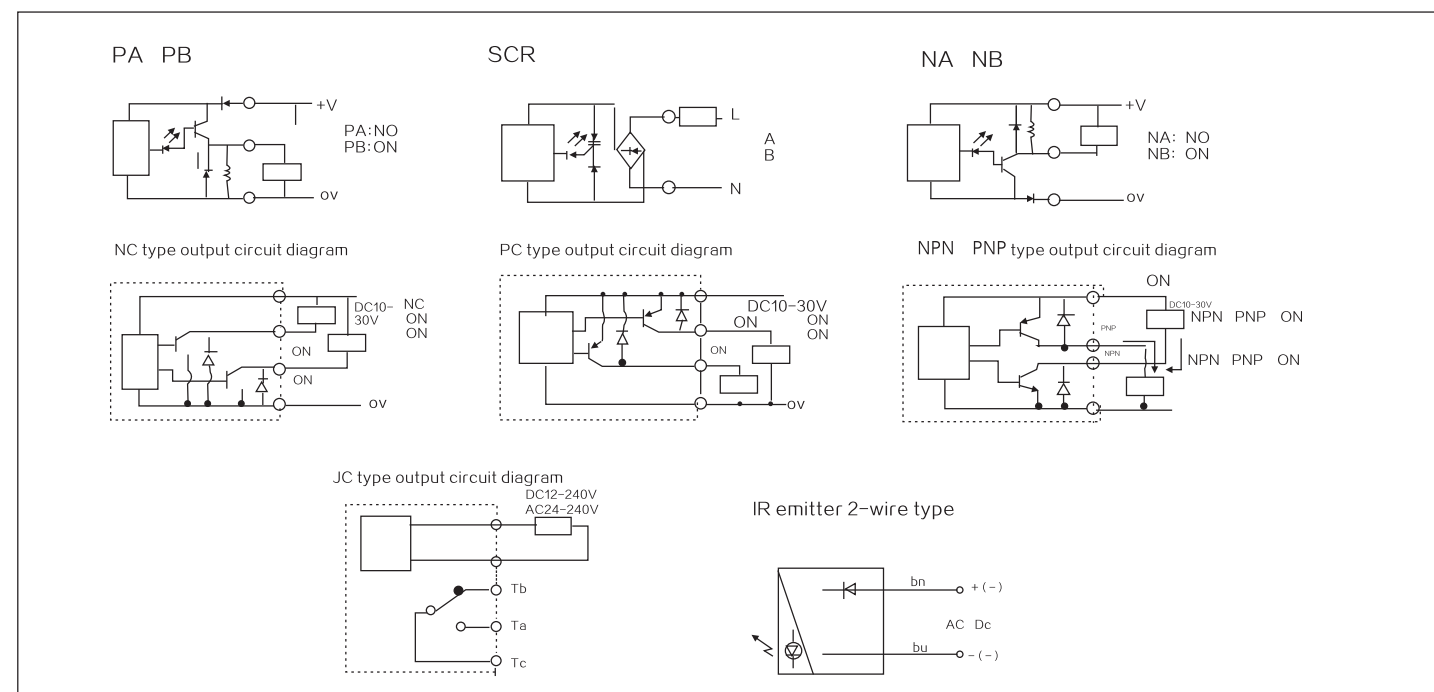 PA PB
SCR
NA NB
+V
PA:NO
PB:ON
ov
L
A
B
N
+V
NA: NO
NB: ON
ov
NC type output circuit diagram
PC type output circuit diagram
NPN PNP type output circuit diagram
DC10-30V
NC
ON
ON
ON
ON
ov
DC10-30V
ON
ON
ON
ON
ov
ON
DC10-30V
NPN PNP ON
PNP
NPN
NPN PNP ON
JC type output circuit diagram
DC12-240V
AC24-240V
Tb
Ta
Tc
IR emitter 2-wire type
bn
+(-)
AC Dc
bu
-(-)